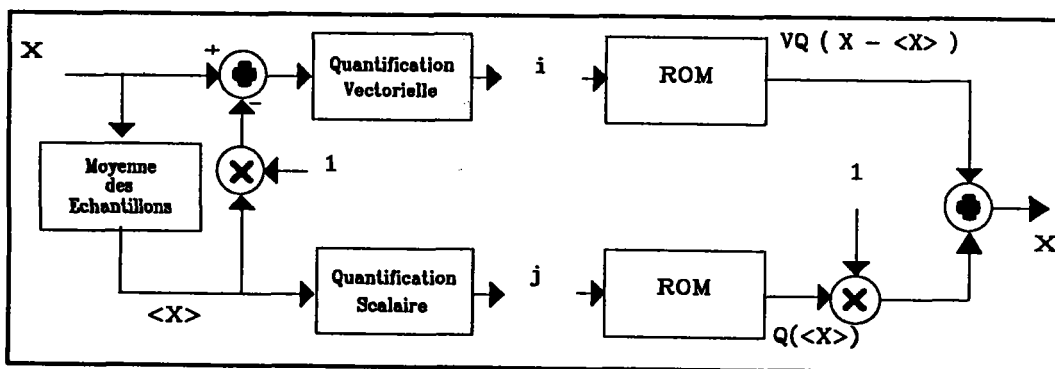 X
+
-
Quantification
Vectorielle
i
ROM
VQ ( X - <X> )
Moyenne
des
Echantillons
1
1
X
<X>
Quantification
Scalaire
j
ROM
Q(<X>)